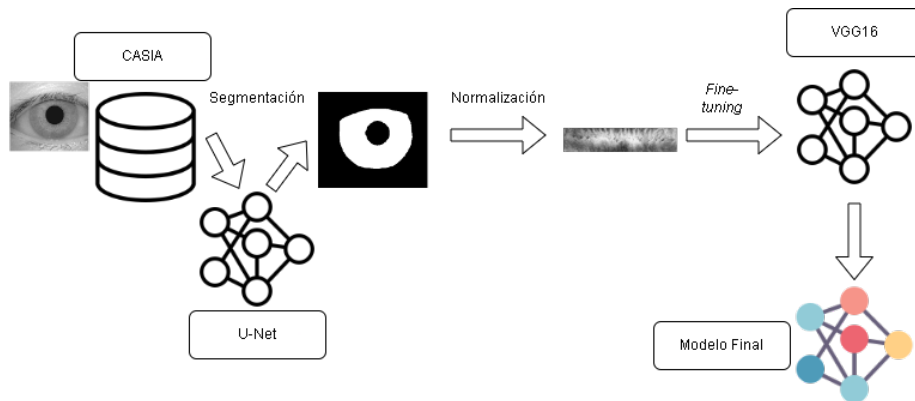 CASIA
VGG16
Segmentación
Normalización
Fine-
tuning
U-Net
Modelo Final